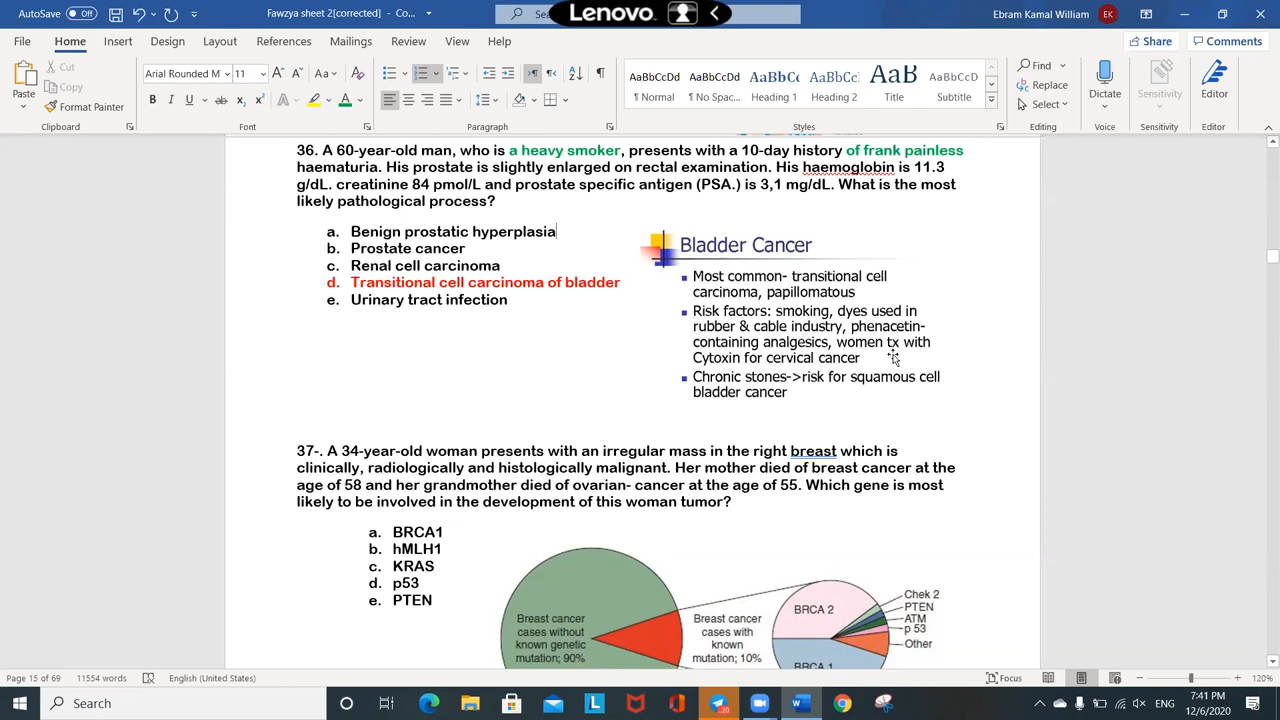 AutoSave
Off
Fawzya sheet 2[corrected]
Lenovo
Ebram Kamal William
EK
File
Home
Insert
Design
Layout
References
Mailings
Review
View
Help
Share
Comments
Paste
Cut
Copy
Format Painter
Clipboard
Arial Rounded M
11
Font
Paragraph
AaBbCcDd
¶ Normal
AaBbCcDd
¶ No Spac...
AaBbCc
Heading 1
AaBbCcl
Heading 2
AaB
Title
AaBbCcD
Subtitle
Styles
Find
Replace
Select
Editing
Dictate
Voice
Sensitivity
Sensitivity
Editor
Editor
36. A 60-year-old man, who is a heavy smoker, presents with a 10-day history of frank painless
haematuria. His prostate is slightly enlarged on rectal examination. His haemoglobin is 11.3
g/dL. creatinine 84 pmol/L and prostate specific antigen (PSA.) is 3,1 mg/dL. What is the most
likely pathological process?
a. Benign prostatic hyperplasia
b. Prostate cancer
c. Renal cell carcinoma
d. Transitional cell carcinoma of bladder
e. Urinary tract infection
Bladder Cancer
Most common- transitional cell
carcinoma, papillomatous
Risk factors: smoking, dyes used in
rubber & cable industry, phenacetin-
containing analgesics, women tx with
Cytoxin for cervical cancer
Chronic stones->risk for squamous cell
bladder cancer
37-. A 34-year-old woman presents with an irregular mass in the right breast which is
clinically, radiologically and histologically malignant. Her mother died of breast cancer at the
age of 58 and her grandmother died of ovarian- cancer at the age of 55. Which gene is most
likely to be involved in the development of this woman tumor?
a. BRCA1
b. hMLH1
c. KRAS
d. p53
e. PTEN
Breast cancer
cases without
known genetic
mutation; 90%
Breast cancer
cases with
known
mutation; 10%
BRCA 2
BRCA 1
Chek 2
PTEN
ATM
p 53
Other
Page 15 of 69
11554 words
English (United States)
Focus
120%
Search
20
7:41 PM
12/6/2020